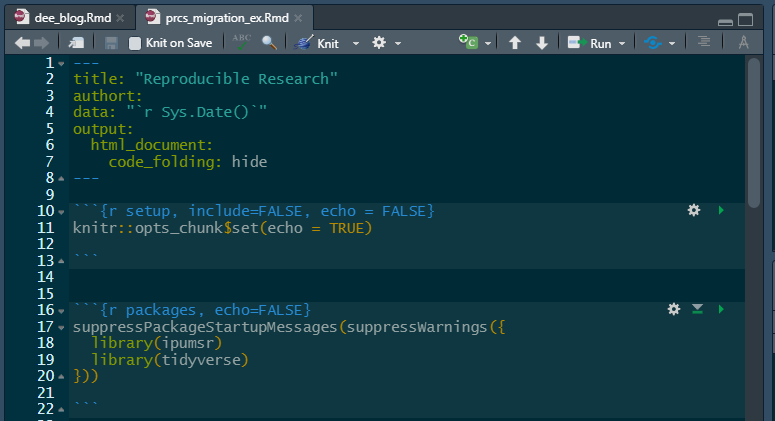 dee_blog.Rmd × prcs_migration_ex.Rmd ×
Knit on Save ABC Knit Run
1 ---
2 title: "Reproducible Research"
3 authort:
4 data: "`r Sys.Date()`"
5 output:
6   html_document:
7     code_folding: hide
8 ---
9
10 ```{r setup, include=FALSE, echo = FALSE}
11 knitr::opts_chunk$set(echo = TRUE)
12
13 ```
14
15
16 ```{r packages, echo=FALSE}
17 suppressPackageStartupMessages(suppressWarnings({
18   library(ipumsr)
19   library(tidyverse)
20 }))
21
22 ```